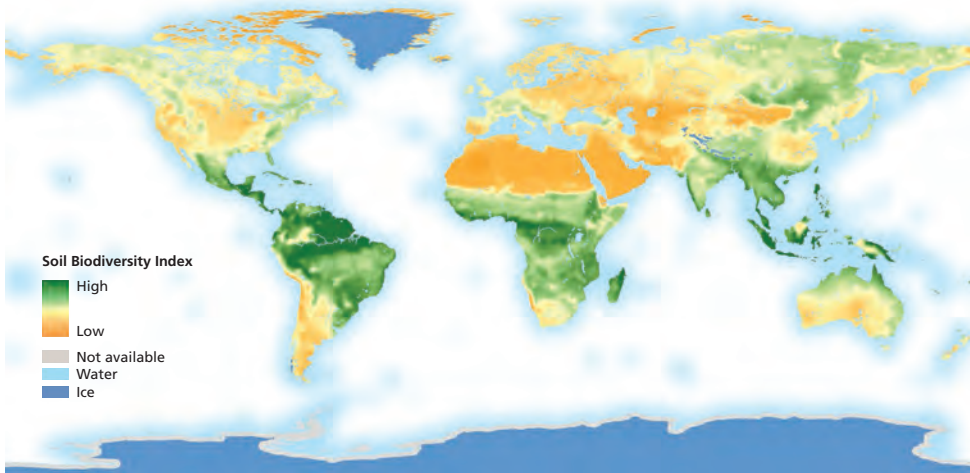 Soil Biodiversity Index
High
Low
Not available
Water
Ice